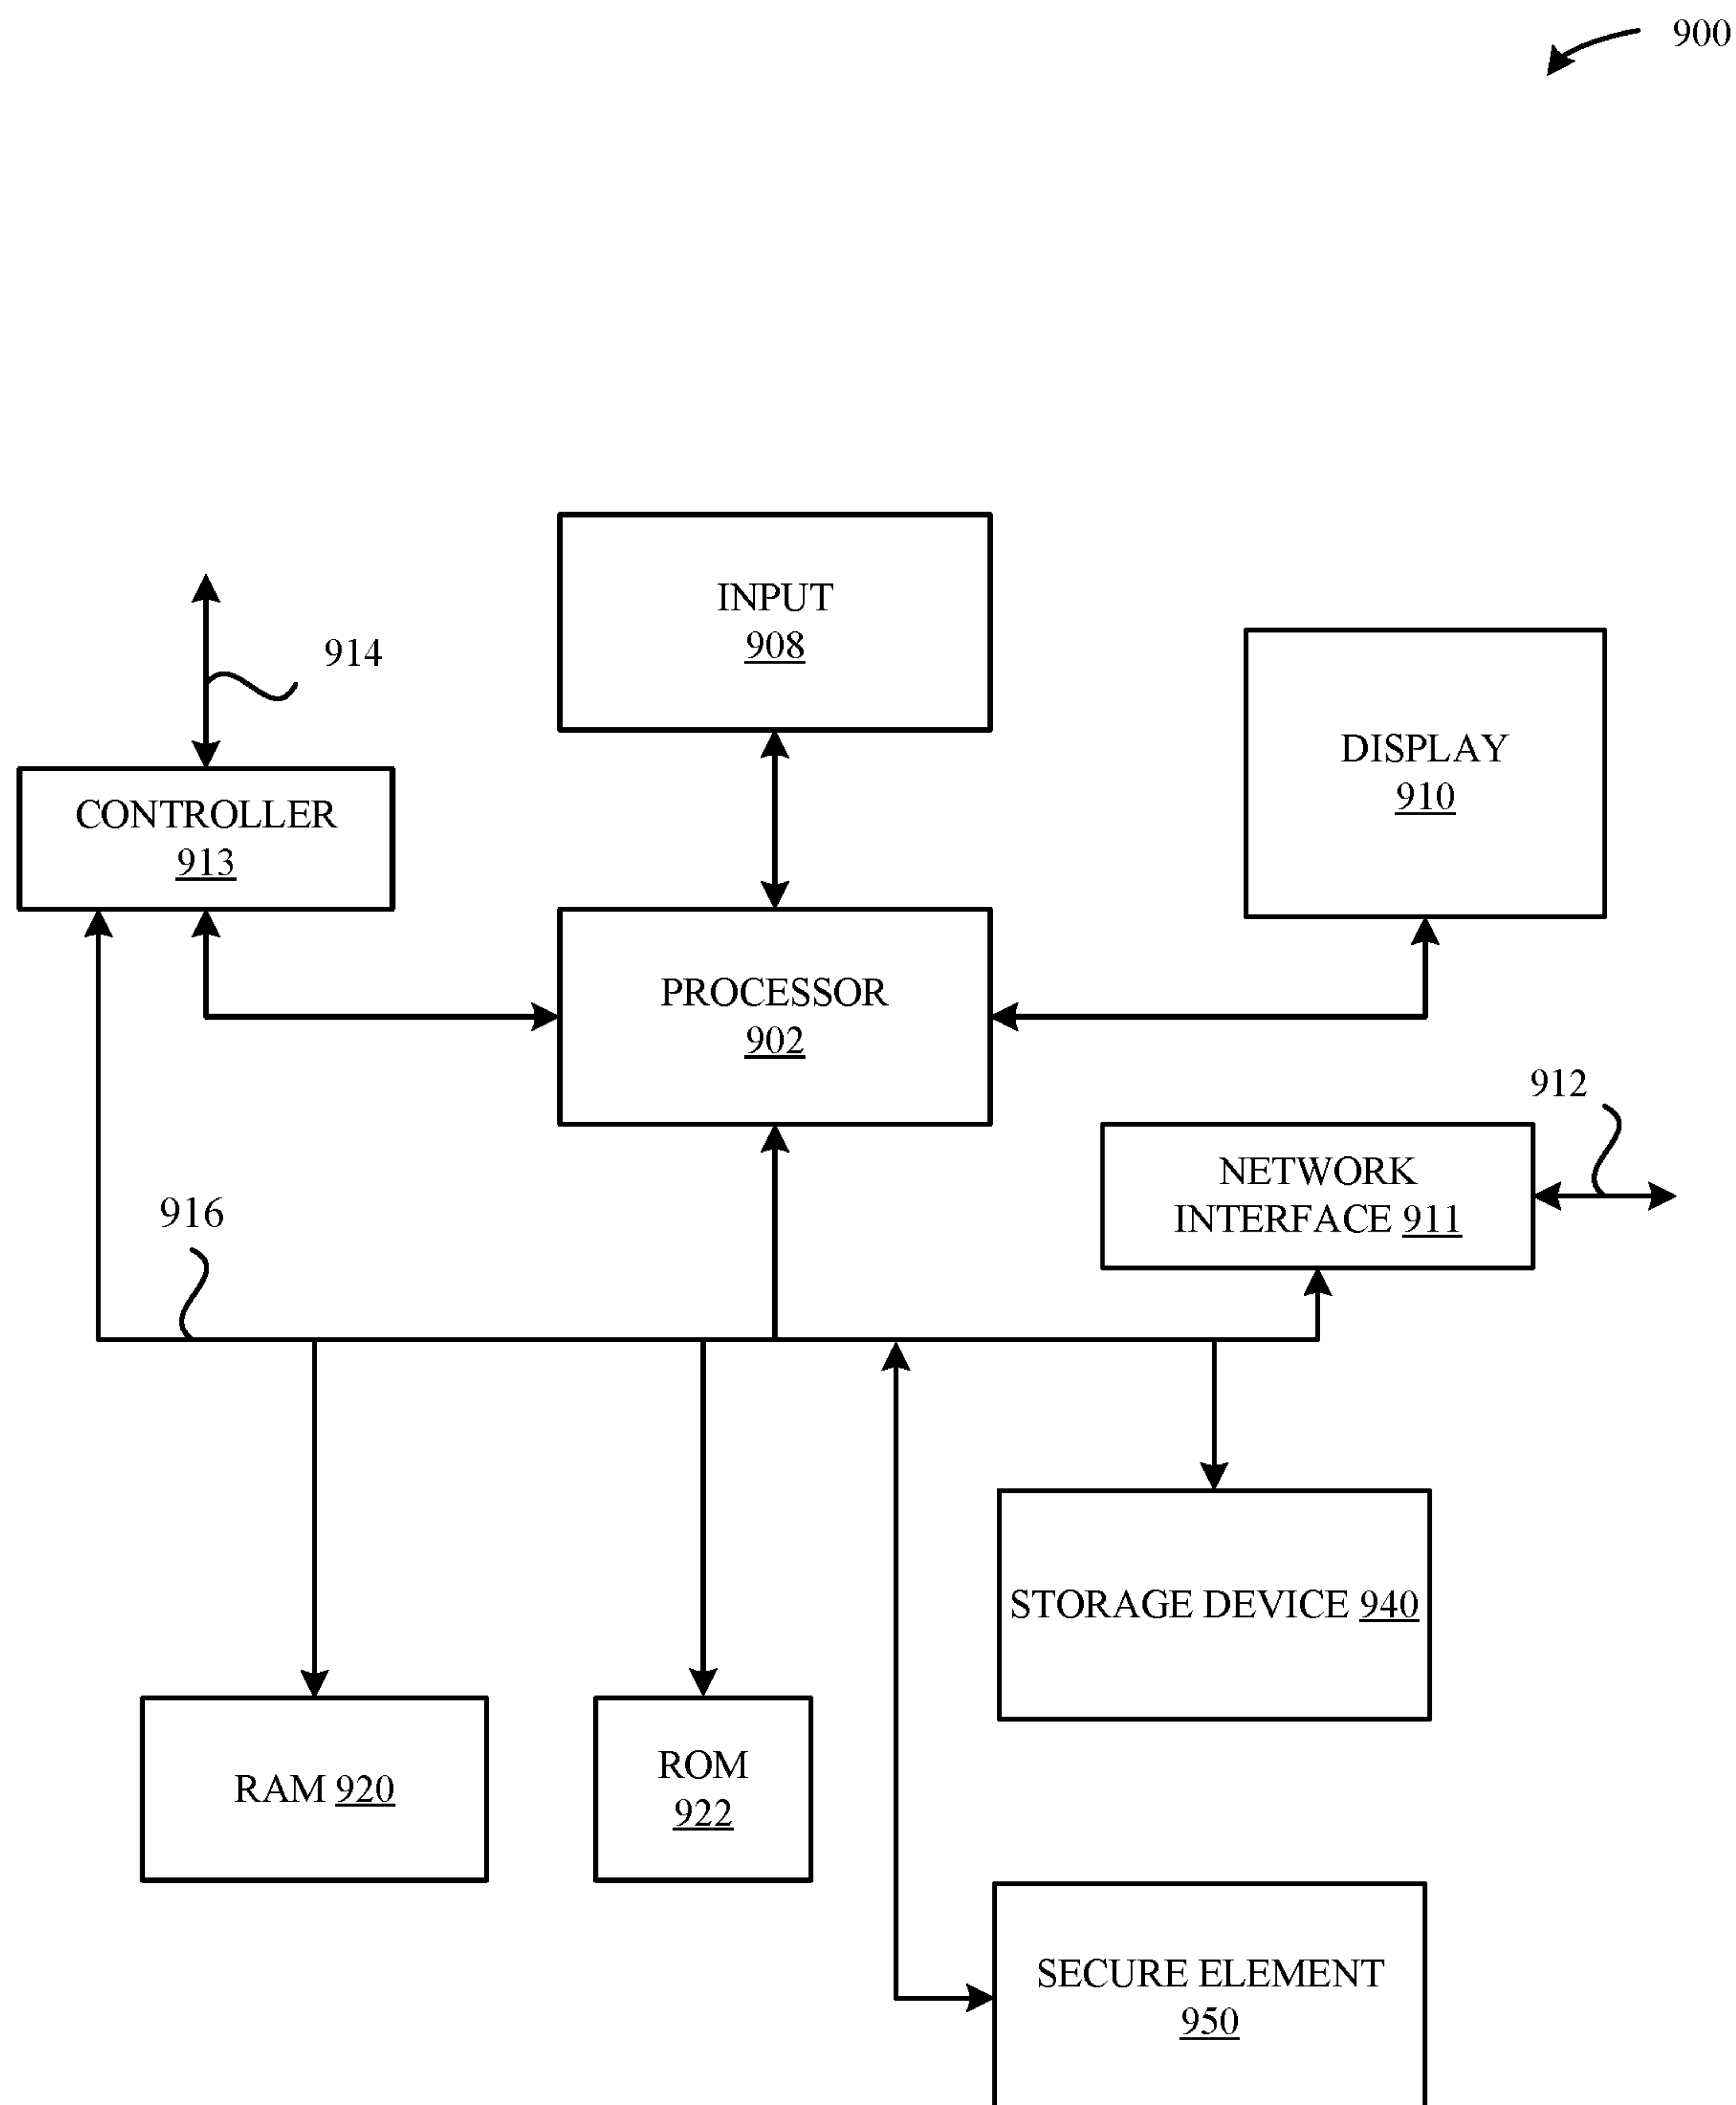 900
INPUT
908
914
DISPLAY
910
CONTROLLER
913
PROCESSOR
902
912
NETWORK
INTERFACE 911
916
STORAGE DEVICE 940
RAM 920
ROM
922
SECURE ELEMENT
950